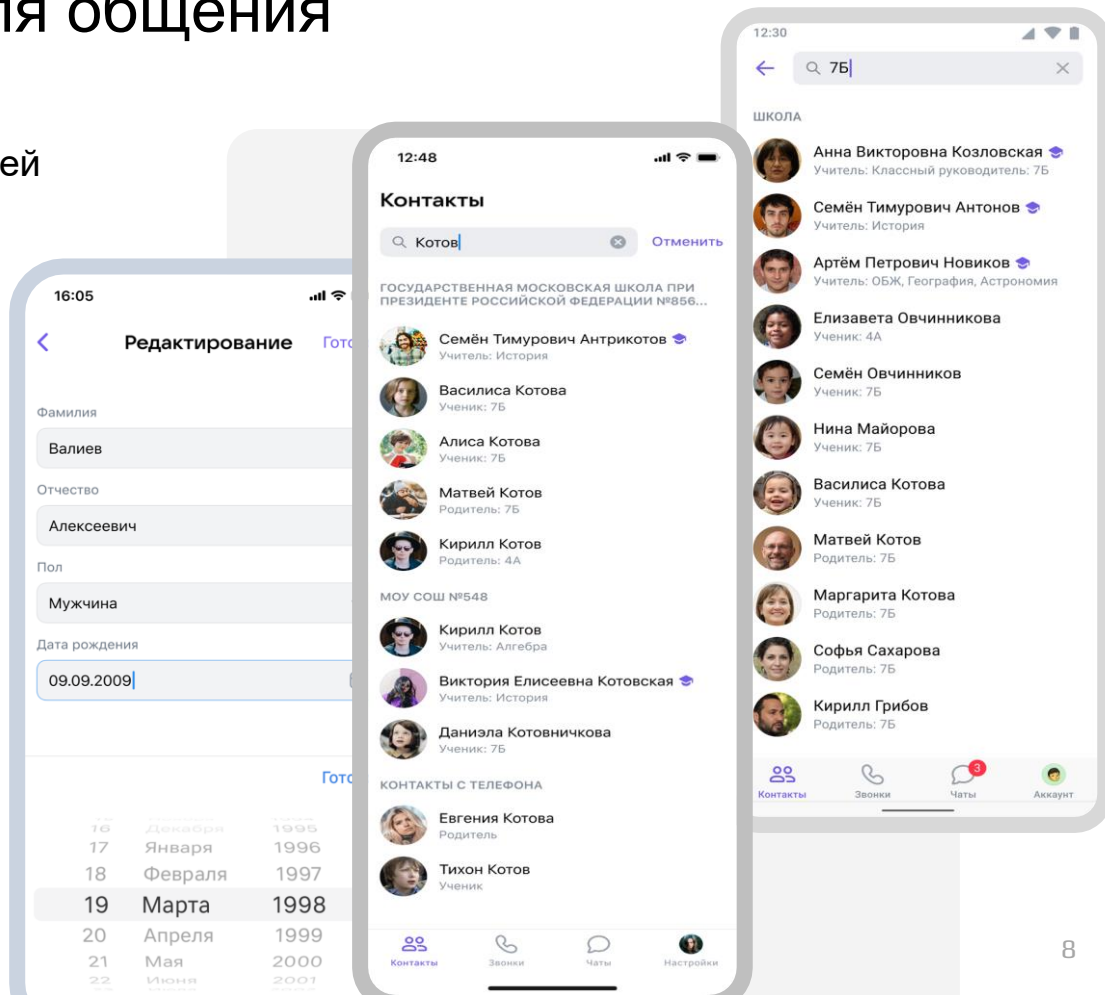 ля общения
ей
16:05
Редактирование
Фамилия
Валиев
Отчество
Алексеевич
Пол
Мужчина
Дата рождения
09.09.2009
16 Декабря 1995
17 Января 1996
18 Февраля 1997
19 Марта 1998
20 Апреля 1999
21 Мая 2000
22 Июня 2001
12:48
Контакты
Котов
Отменить
ГОСУДАРСТВЕННАЯ МОСКОВСКАЯ ШКОЛА ПРИ
ПРЕЗИДЕНТЕ РОССИЙСКОЙ ФЕДЕРАЦИИ №856...
Семён Тимурович Антрикотов
Учитель: История
Василиса Котова
Ученик: 7Б
Алиса Котова
Ученик: 7Б
Матвей Котов
Родитель: 7Б
Кирилл Котов
Родитель: 4А
МОУ СОШ №548
Кирилл Котов
Учитель: Алгебра
Виктория Елисеевна Котовская
Учитель: История
Даниэла Котовничкова
Ученик: 7Б
КОНТАКТЫ С ТЕЛЕФОНА
Евгения Котова
Родитель
Тихон Котов
Ученик
Контакты Звонки Чаты Настройки
12:30
7Б
ШКОЛА
Анна Викторовна Козловская
Учитель: Классный руководитель: 7Б
Семён Тимурович Антонов
Учитель: История
Артём Петрович Новиков
Учитель: ОБЖ, География, Астрономия
Елизавета Овчинникова
Ученик: 4А
Семён Овчинников
Ученик: 7Б
Нина Майорова
Ученик: 7Б
Василиса Котова
Ученик: 7Б
Матвей Котов
Родитель: 7Б
Маргарита Котова
Родитель: 7Б
Софья Сахарова
Родитель: 7Б
Кирилл Грибов
Родитель: 7Б
3
Контакты Звонки Чаты Аккаунт
8